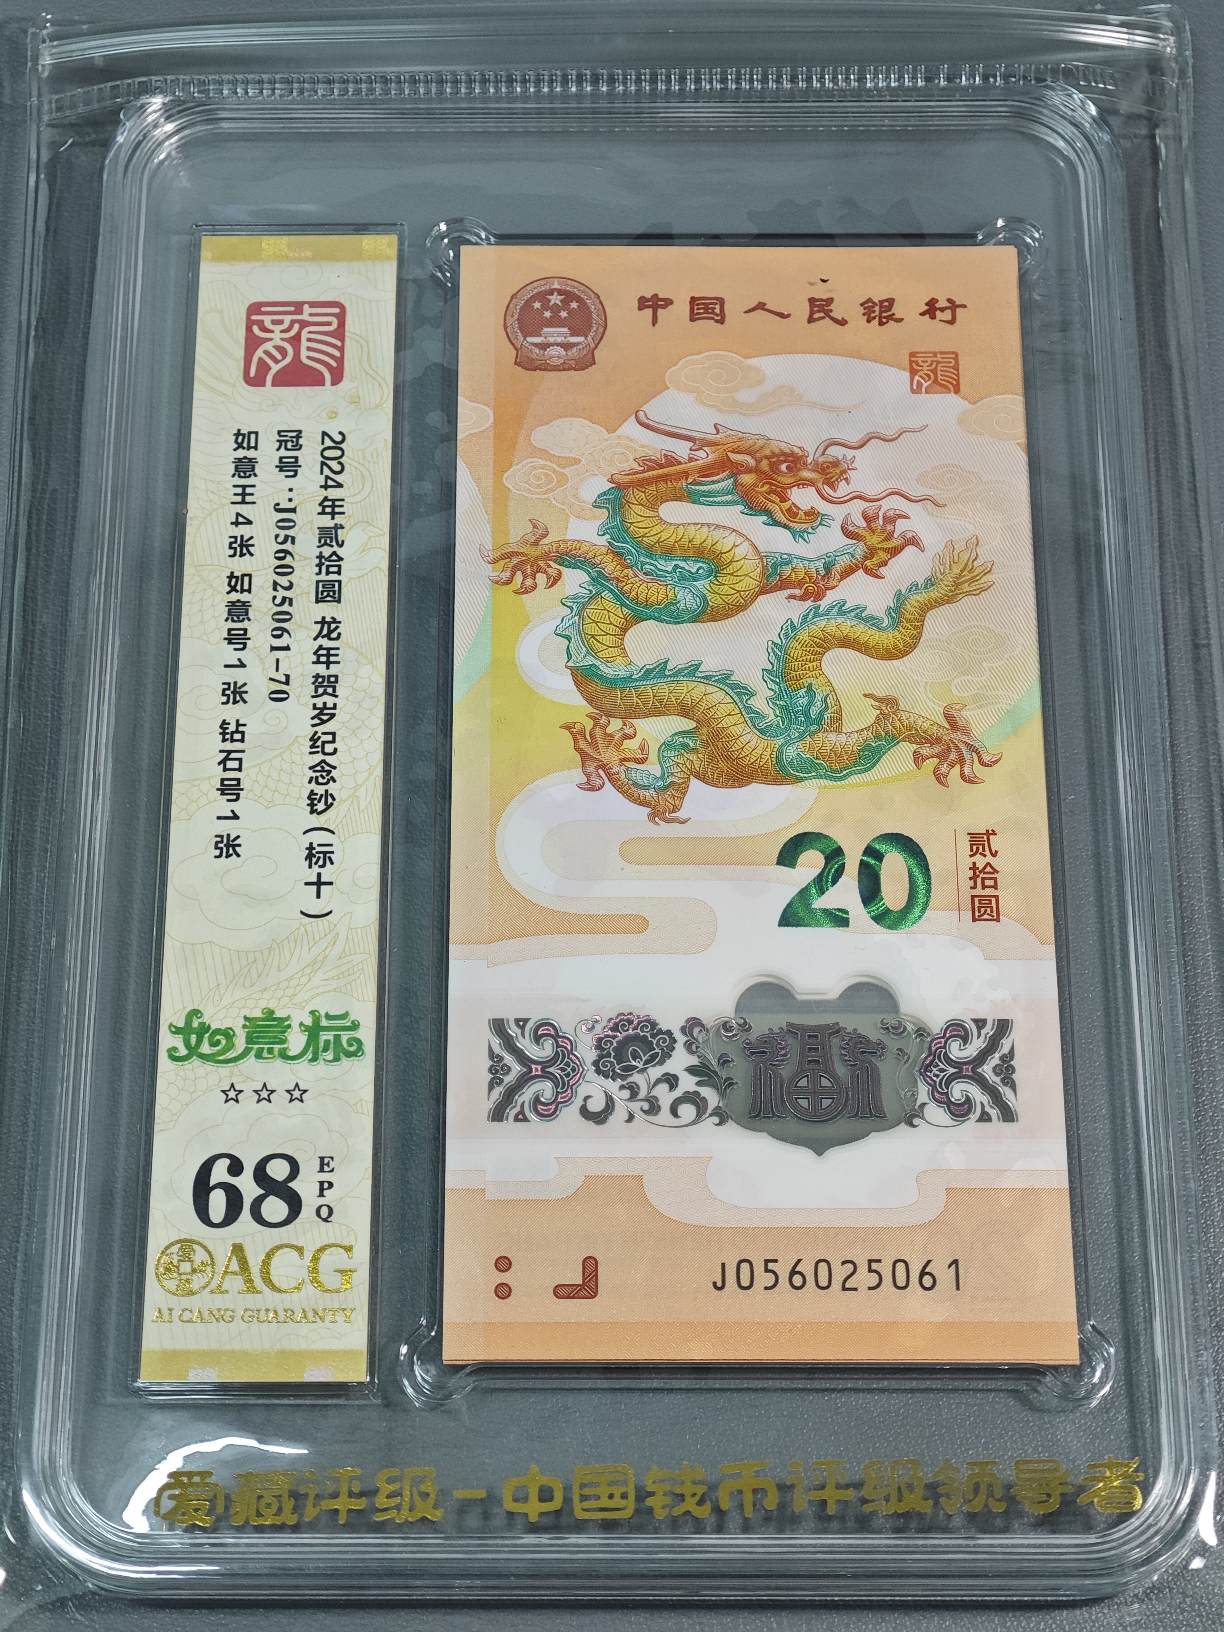 龍
2024年贰拾圆 龙年贺岁纪念钞(标十)
冠号:J056025061-70
如意王4张 如意号1张 钻石号1张
如意标
☆☆☆
68
EPQ
ACG
AI CANG GUARANTY
中国人民银行
龍
20
贰拾圆
福
J056025061
爱藏评级-中国钱币评级领导者